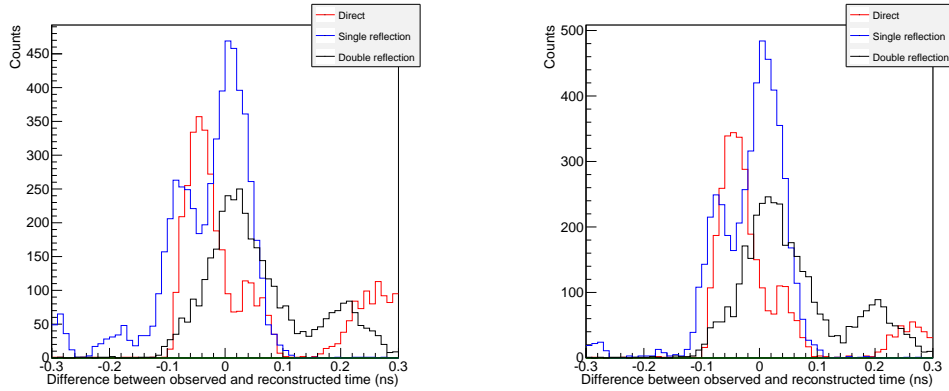 Counts
450
400
350
300
250
200
150
100
50
0
-0.3 -0.2 -0.1 0 0.1 0.2 0.3
Difference between observed and reconstructed time (ns)
Direct
Single reflection
Double reflection
Counts
500
400
300
200
100
0
-0.3 -0.2 -0.1 0 0.1 0.2 0.3
Difference between observed and reconstructed time (ns)
Direct
Single reflection
Double reflection